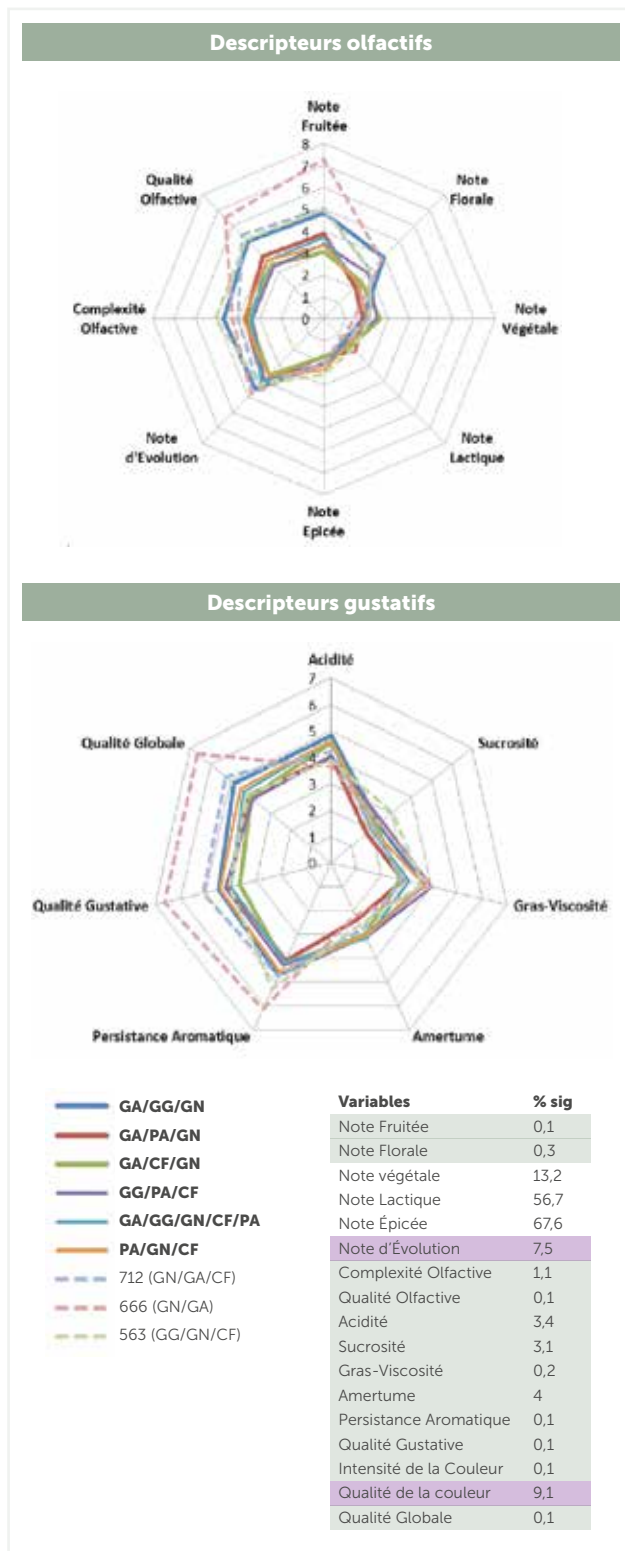 Descripteurs olfactifs
Note
Fruitée
8
7
6
5
4
3
2
1
0
Note
Florale
Note
Végétale
Note
Lactique
Note
Epicée
Note
d'Evolution
Complexité
Olfactive
Qualité
Olfactive
Descripteurs gustatifs
Acidité
7
6
5
4
3
2
1
0
Sucrosité
Gras-Viscosité
Amertume
Persistance Aromatique
Qualité Gustative
Qualité Globale
GA/GG/GN
GA/PA/GN
GA/CF/GN
GG/PA/CF
GA/GG/GN/CF/PA
PA/GN/CF
712 (GN/GA/CF)
666 (GN/GA)
563 (GG/GN/CF)
Variables % sig
Note Fruitée 0,1
Note Florale 0,3
Note végétale 13,2
Note Lactique 56,7
Note Épicée 67,6
Note d'Évolution 7,5
Complexité Olfactive 1,1
Qualité Olfactive 0,1
Acidité 3,4
Sucrosité 3,1
Gras-Viscosité 0,2
Amertume 4
Persistance Aromatique 0,1
Qualité Gustative 0,1
Intensité de la Couleur 0,1
Qualité de la couleur 9,1
Qualité Globale 0,1